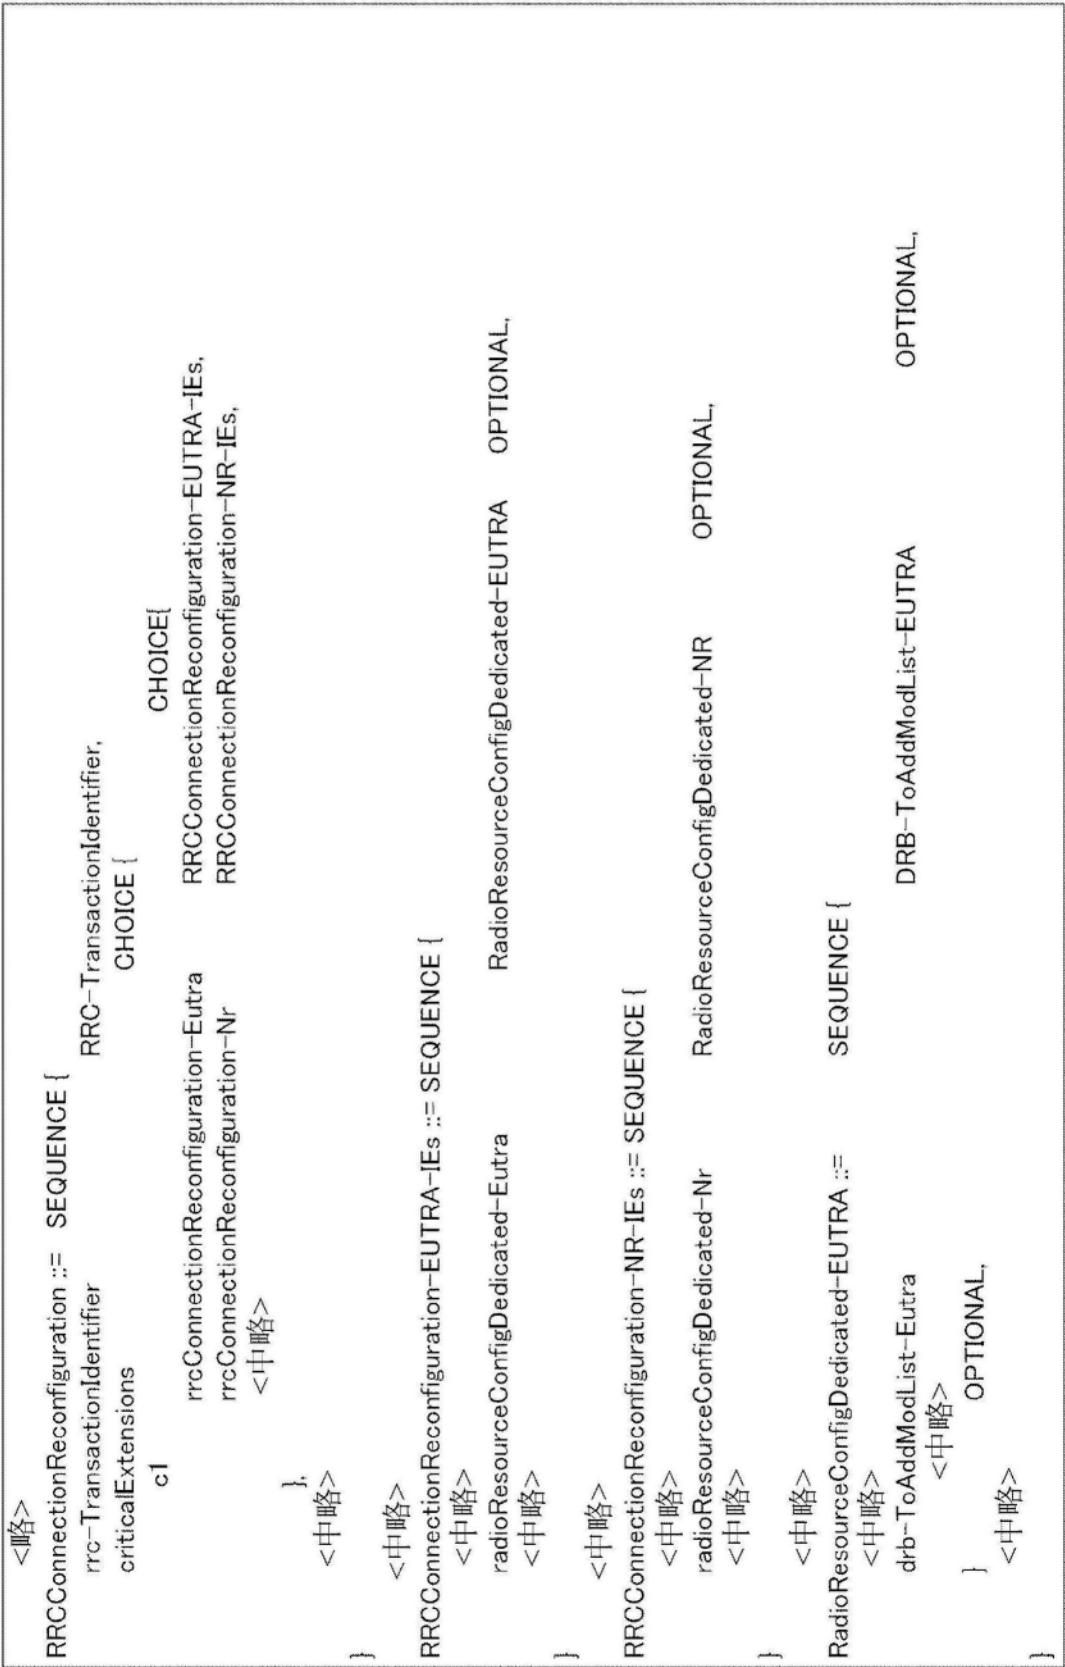 <略>
RRCConnectionReconfiguration ::= SEQUENCE {
rrc-TransactionIdentifier RRC-TransactionIdentifier,
criticalExtensions CHOICE {
c1 CHOICE{
rrcConnectionReconfiguration-Eutra RRCConnectionReconfiguration-EUTRA-IEs,
rrcConnectionReconfiguration-Nr RRCConnectionReconfiguration-NR-IEs,
<中略>
},
<中略>
}
<中略>
RRCConnectionReconfiguration-EUTRA-IEs ::= SEQUENCE {
<中略>
radioResourceConfigDedicated-Eutra RadioResourceConfigDedicated-EUTRA OPTIONAL,
<中略>
}
<中略>
RRCConnectionReconfiguration-NR-IEs ::= SEQUENCE {
<中略>
radioResourceConfigDedicated-Nr RadioResourceConfigDedicated-NR OPTIONAL,
<中略>
}
<中略>
RadioResourceConfigDedicated-EUTRA ::= SEQUENCE {
<中略>
drb-ToAddModList-Eutra DRB-ToAddModList-EUTRA OPTIONAL,
<中略>
} OPTIONAL,
<中略>
}